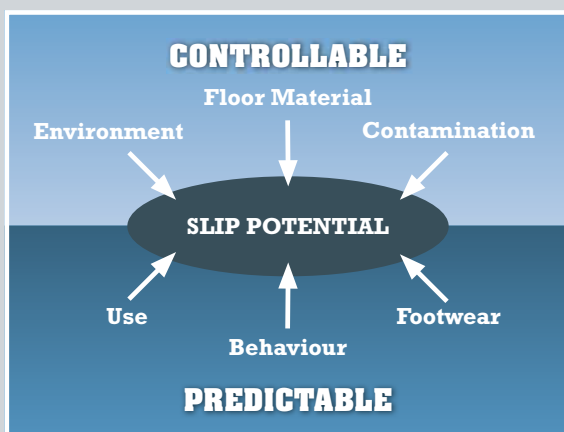 CONTROLLABLE
Floor Material
Environment
Contamination
SLIP POTENTIAL
Use
Footwear
Behaviour
PREDICTABLE